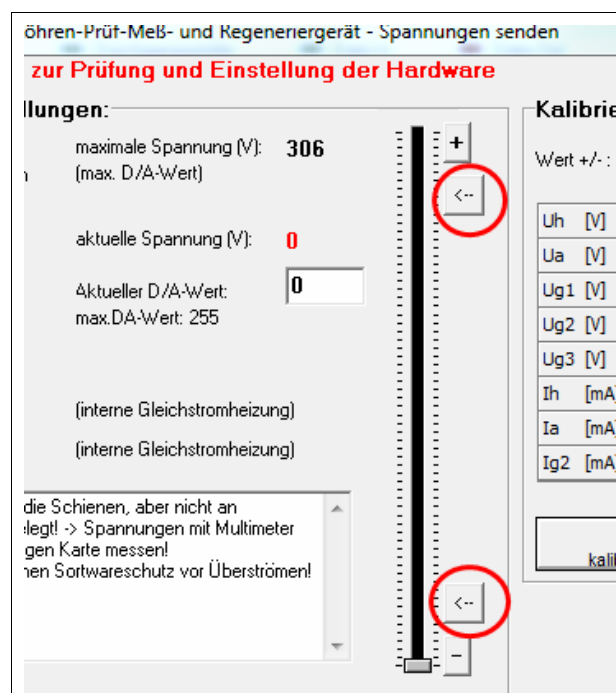 öhren-Prüf-Meß- und Regeneriergerät - Spannungen senden
zur Prüfung und Einstellung der Hardware
llungen:
maximale Spannung (V): 306
(max. D/A-Wert)
+
<--
aktuelle Spannung (V): 0
Aktueller D/A-Wert: 0
max.DA-Wert: 255
(interne Gleichstromheizung)
(interne Gleichstromheizung)
die Schienen, aber nicht an
elegt! -> Spannungen mit Multimeter
gen Karte messen!
nen Sortwareschutz vor Überströmen!
<--
-
Kalibrie
Wert +/- :
Uh [V]
Ua [V]
Ug1 [V]
Ug2 [V]
Ug3 [V]
Ih [mA]
Ia [mA]
Ig2 [mA]
kalib